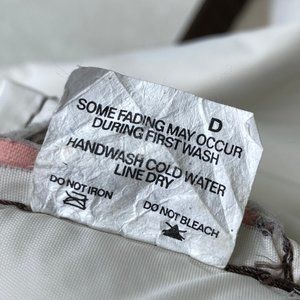 D
SOME FADING MAY OCCUR
DURING FIRST WASH
HANDWASH COLD WATER
LINE DRY
DO NOT IRON
DO NOT BLEACH